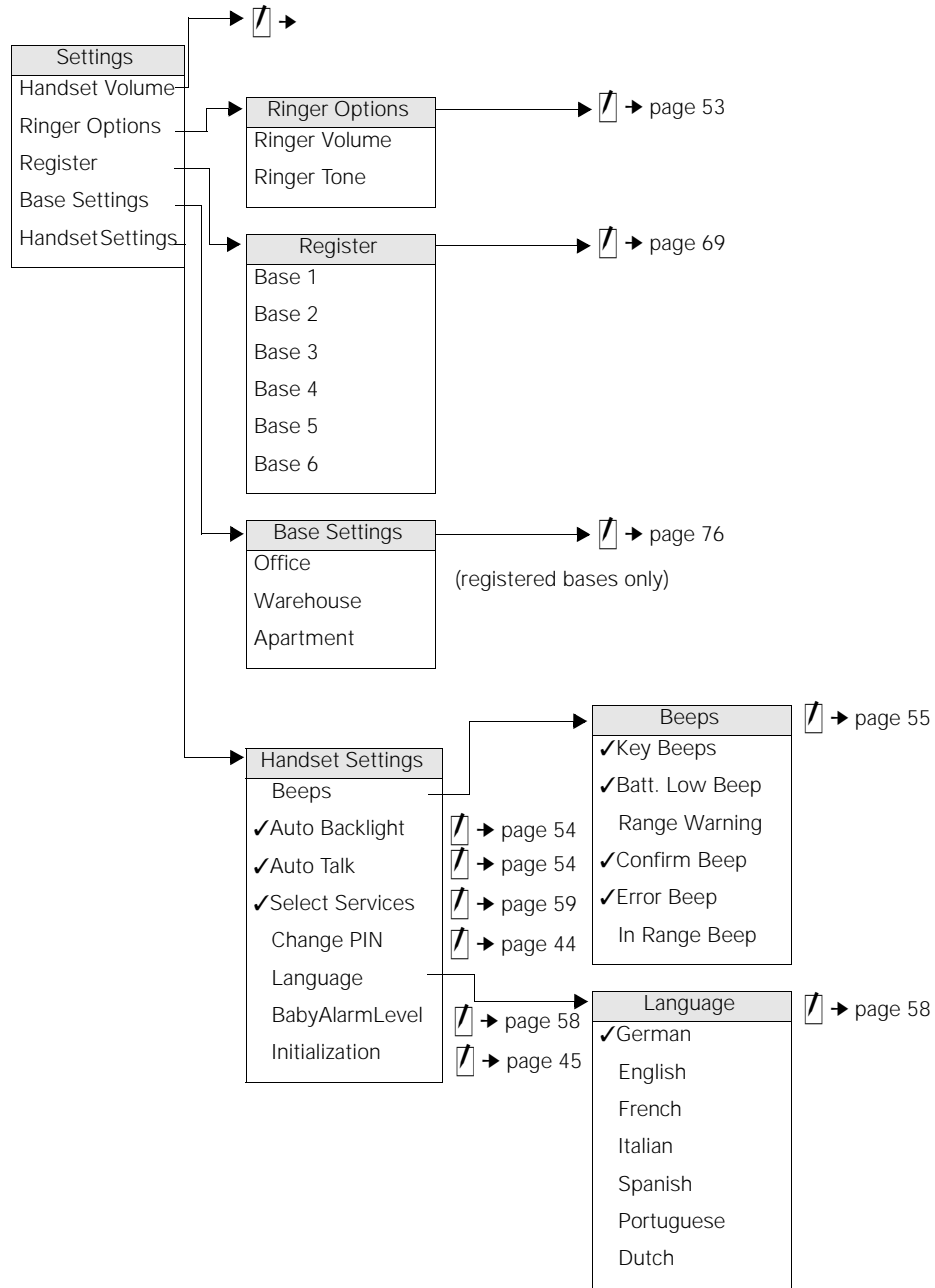 Settings
Handset Volume
Ringer Options
Register
Base Settings
HandsetSettings
Ringer Options
Ringer Volume
Ringer Tone
➔ page 53
Register
Base 1
Base 2
Base 3
Base 4
Base 5
Base 6
➔ page 69
Base Settings
Office
Warehouse
Apartment
➔ page 76
(registered bases only)
Handset Settings
Beeps
✓Auto Backlight ➔ page 54
✓Auto Talk ➔ page 54
✓Select Services ➔ page 59
Change PIN ➔ page 44
Language
BabyAlarmLevel ➔ page 58
Initialization ➔ page 45
Beeps ➔ page 55
✓Key Beeps
✓Batt. Low Beep
Range Warning
✓Confirm Beep
✓Error Beep
In Range Beep
Language ➔ page 58
✓German
English
French
Italian
Spanish
Portuguese
Dutch